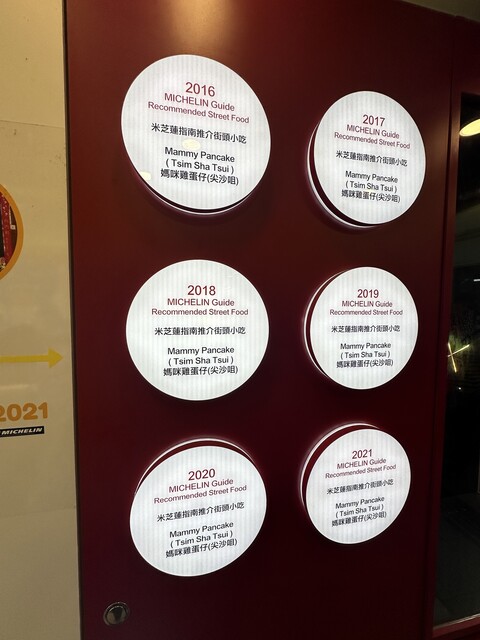 2016
MICHELIN Guide
Recommended Street Food
米芝蓮指南推介街頭小吃
Mammy Pancake
( Tsim Sha Tsui )
媽咪雞蛋仔(尖沙咀)
2017
MICHELIN Guide
Recommended Street Food
米芝蓮指南推介街頭小吃
Mammy Pancake
( Tsim Sha Tsui )
媽咪雞蛋仔(尖沙咀)
2018
MICHELIN Guide
Recommended Street Food
米芝蓮指南推介街頭小吃
Mammy Pancake
( Tsim Sha Tsui )
媽咪雞蛋仔(尖沙咀)
2019
MICHELIN Guide
Recommended Street Food
米芝蓮指南推介街頭小吃
Mammy Pancake
( Tsim Sha Tsui )
媽咪雞蛋仔(尖沙咀)
2020
MICHELIN Guide
Recommended Street Food
米芝蓮指南推介街頭小吃
Mammy Pancake
( Tsim Sha Tsui )
媽咪雞蛋仔(尖沙咀)
2021
MICHELIN Guide
Recommended Street Food
米芝蓮指南推介街頭小吃
Mammy Pancake
( Tsim Sha Tsui )
媽咪雞蛋仔(尖沙咀)
2021
MICHELIN